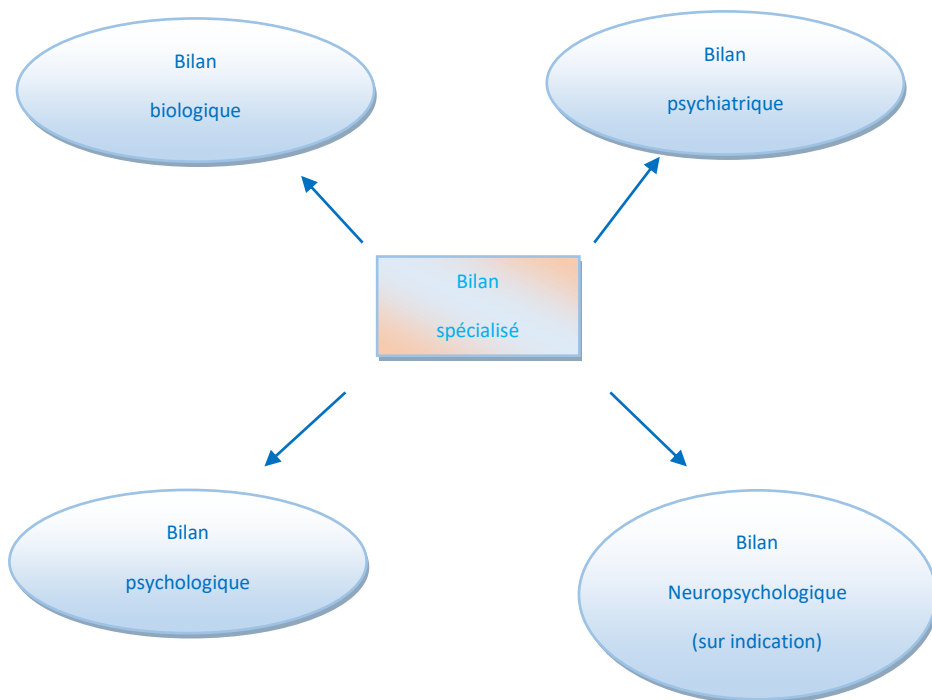 Bilan
biologique
Bilan
psychiatrique
Bilan
spécialisé
Bilan
psychologique
Bilan
Neuropsychologique
(sur indication)